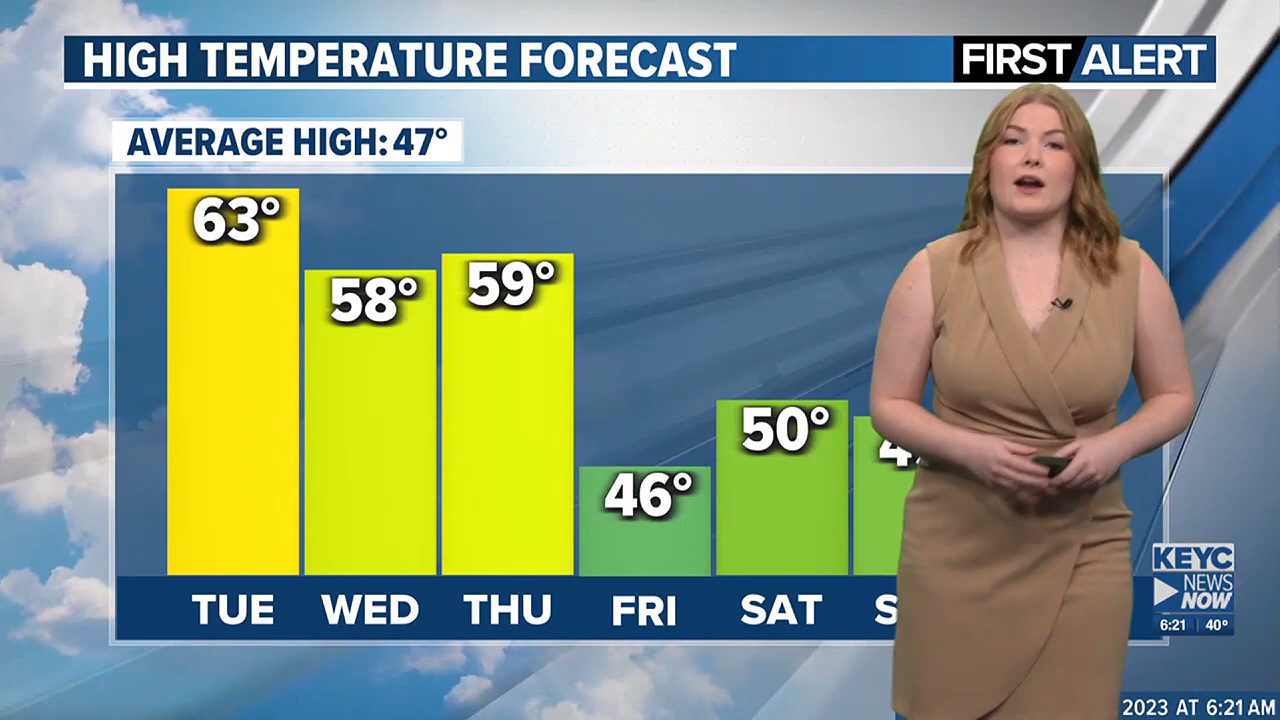 HIGH TEMPERATURE FORECAST
FIRST ALERT
AVERAGE HIGH: 47°
63°
58°
59°
46°
50°
TUE
WED
THU
FRI
SAT
KEYC
NEWS
NOW
6:21 40°
2023 AT 6:21 AM